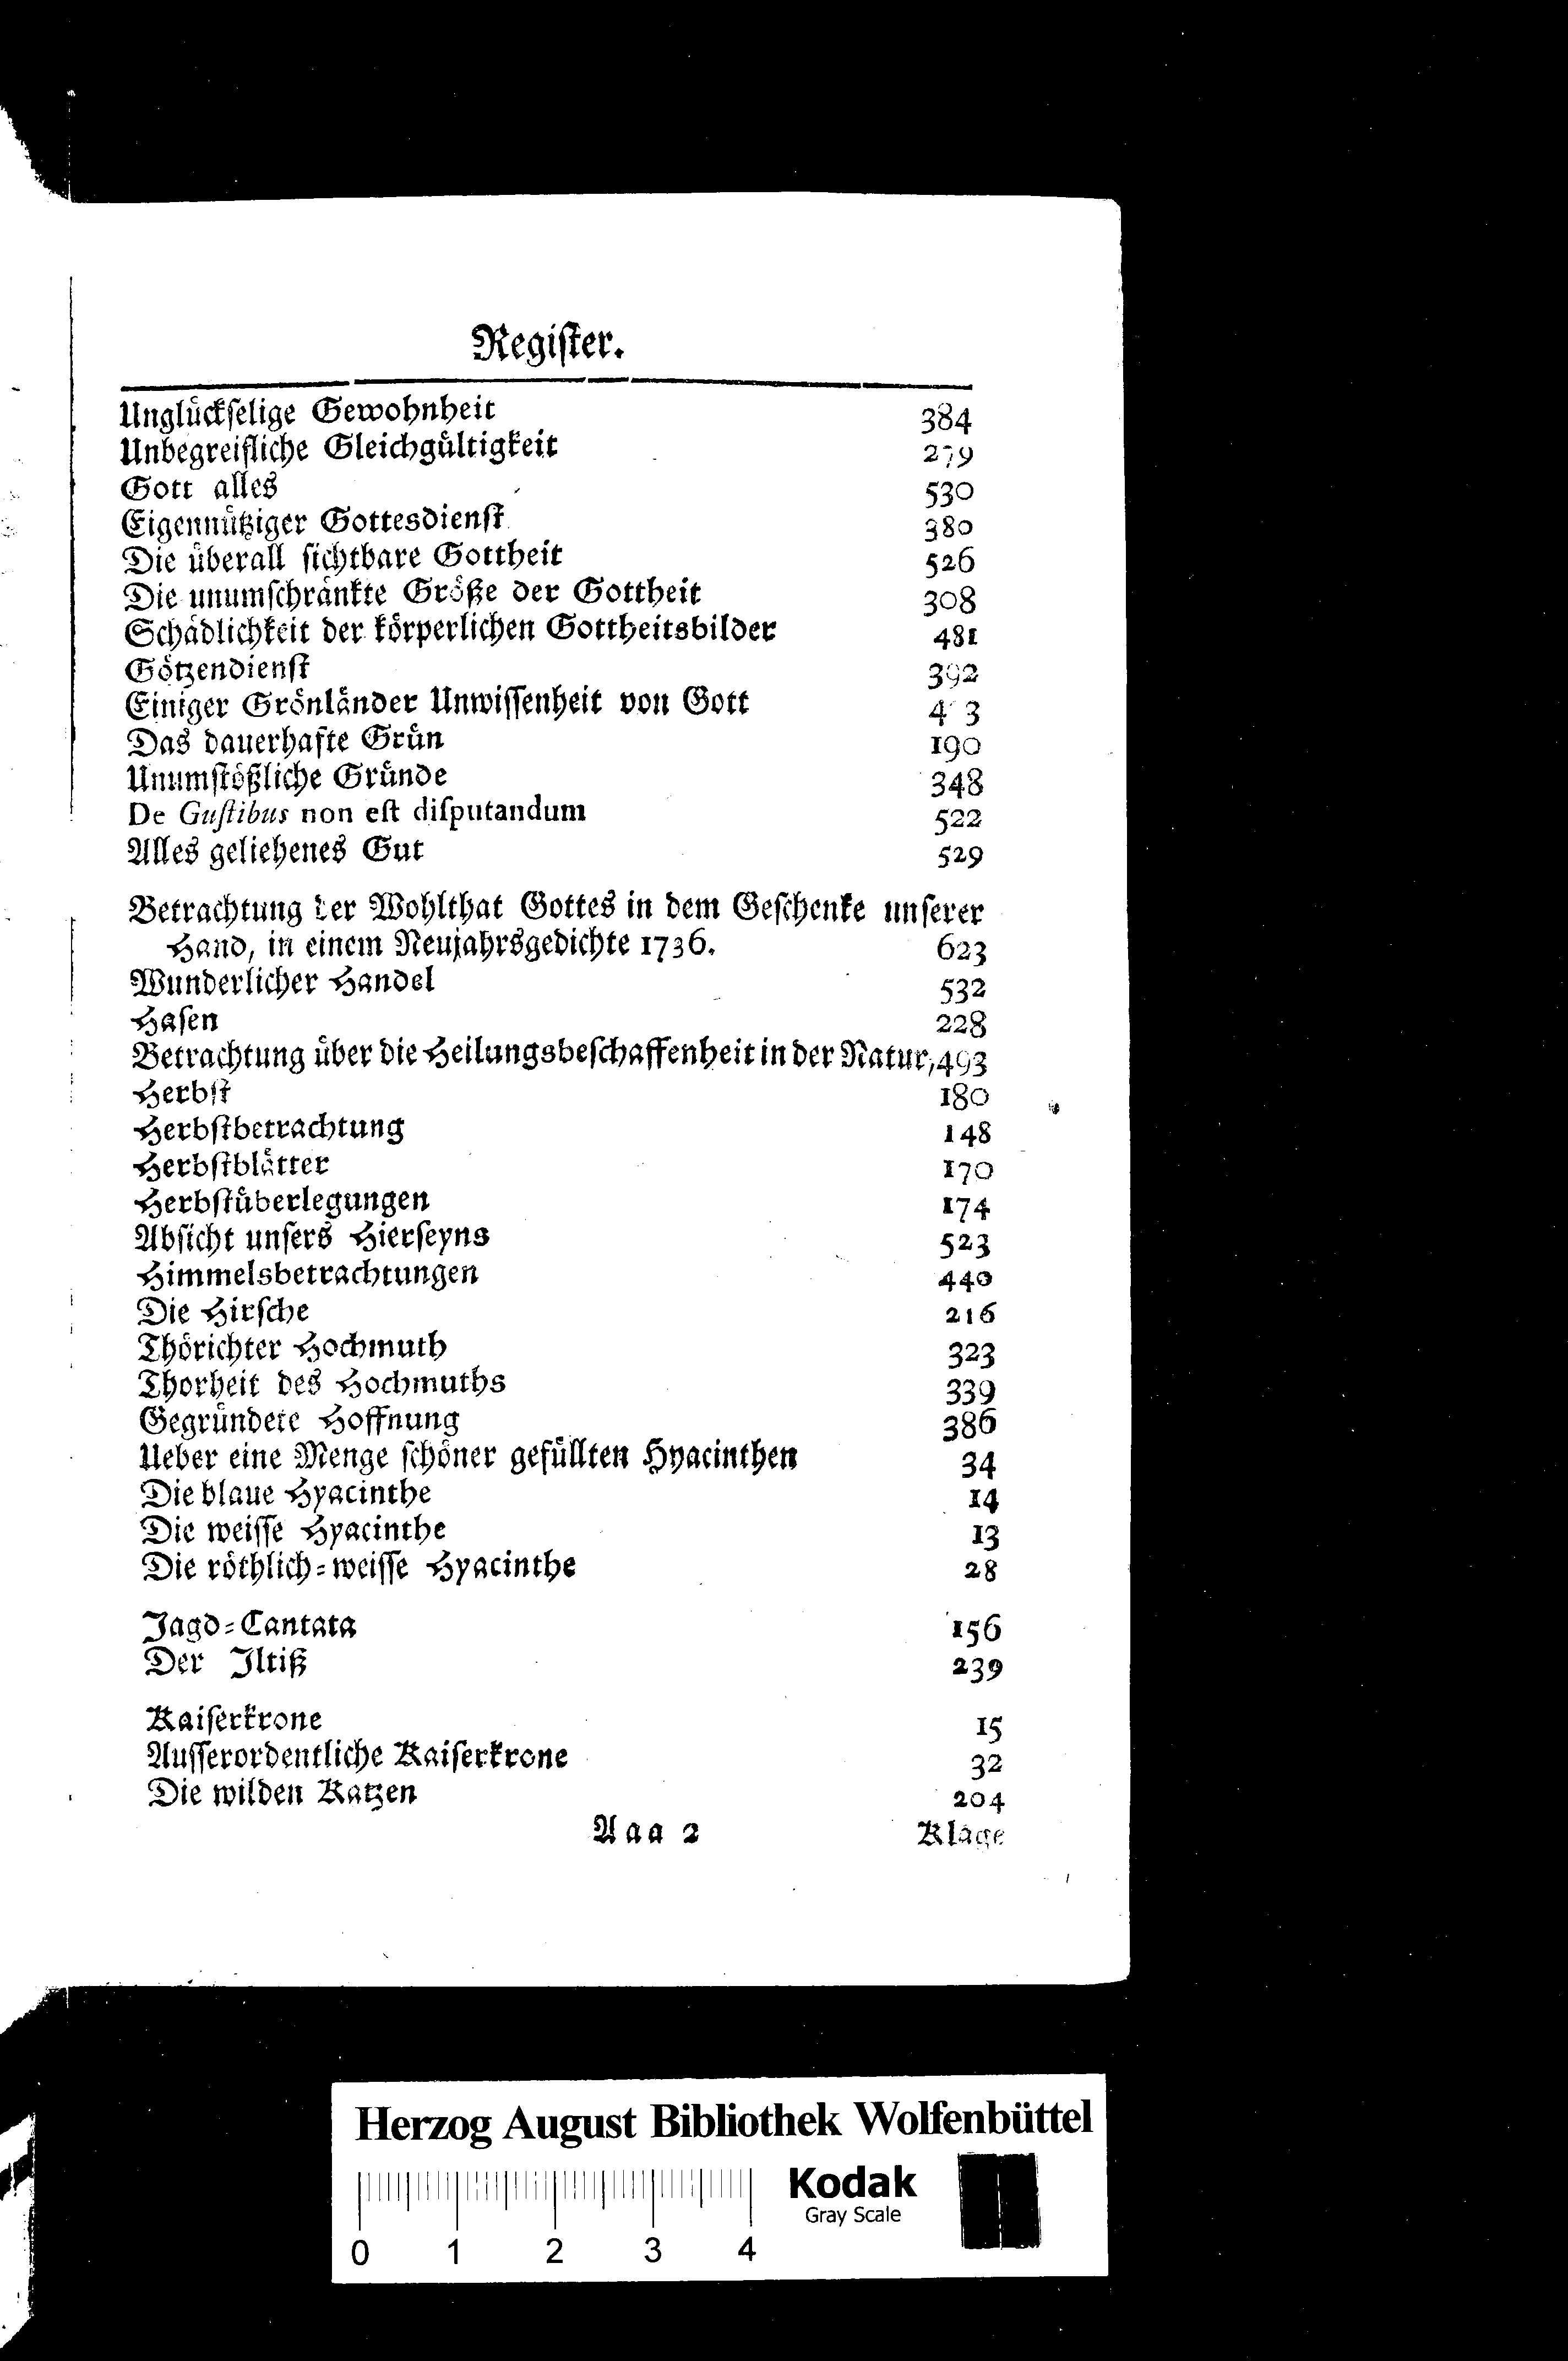 Regiſter.
Unglückſelige Gewohnheit 384
Unbegreifliche Gleichgültigkeit 279
Gott alles 530
Eigennütziger Gottesdienſt 380
Die überall ſichtbare Gottheit 526
Die unumſchränkte Größe der Gottheit 308
Schädlichkeit der körperlichen Gottheitsbilder 481
Götzendienſt 392
Einiger Grönländer Unwiſſenheit von Gott
Das dauerhafte Grün 190
Unumſtößliche Gründe 348
De Guſtibus non eſt diſputandum 522
Alles geliehenes Gut 529
Betrachtung der Wohlthat Gottes in dem Geſchenke unſerer
Hand, in einem Neujahrsgedichte 1736. 623
Wunderlicher Handel 532
Haſen 228
Betrachtung über die Heilungsbeſchaffenheit in der Natur, 493
Herbſt 180
Herbſtbetrachtung 148
Herbſtblätter 170
Herbſtüberlegungen 174
Abſicht unſers Hierſeyns 523
Himmelsbetrachtungen 440
Die Hirſche 216
Thörichter Hochmuth 323
Thorheit des Hochmuths 339
Gegründete Hoffnung 386
Ueber eine Menge ſchöner gefüllten Hyacinthen 34
Die blaue Hyacinthe 14
Die weiſſe Hyacinthe 13
Die röthlich=weiſſe Hyacinthe 28
Jagd=Cantata 156
Der Iltiß 239
Kaiſerkrone 15
Auſſerordentliche Kaiſerkrone 32
Die wilden Katzen 204
Aaa 2 Klage
Herzog August Bibliothek Wolfenbüttel
Kodak
Gray Scale
0 1 2 3 4